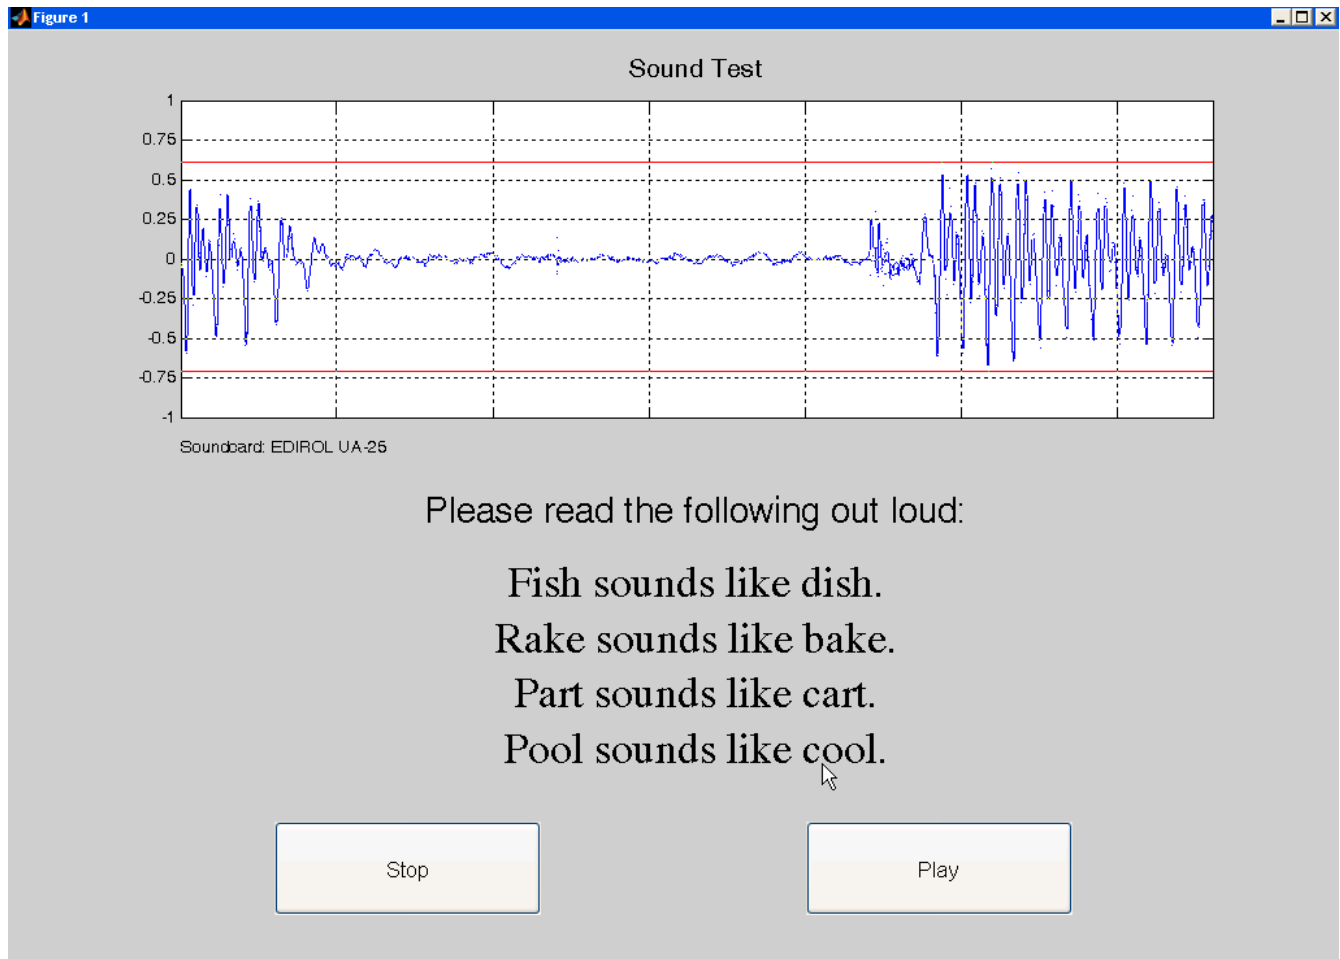 Figure 1
Sound Test
1
0.75
0.5
0.25
0
-0.25
-0.5
-0.75
-1
Soundcard: EDIROL UA-25
Please read the following out loud:
Fish sounds like dish.
Rake sounds like bake.
Part sounds like cart.
Pool sounds like cool.
Stop Play